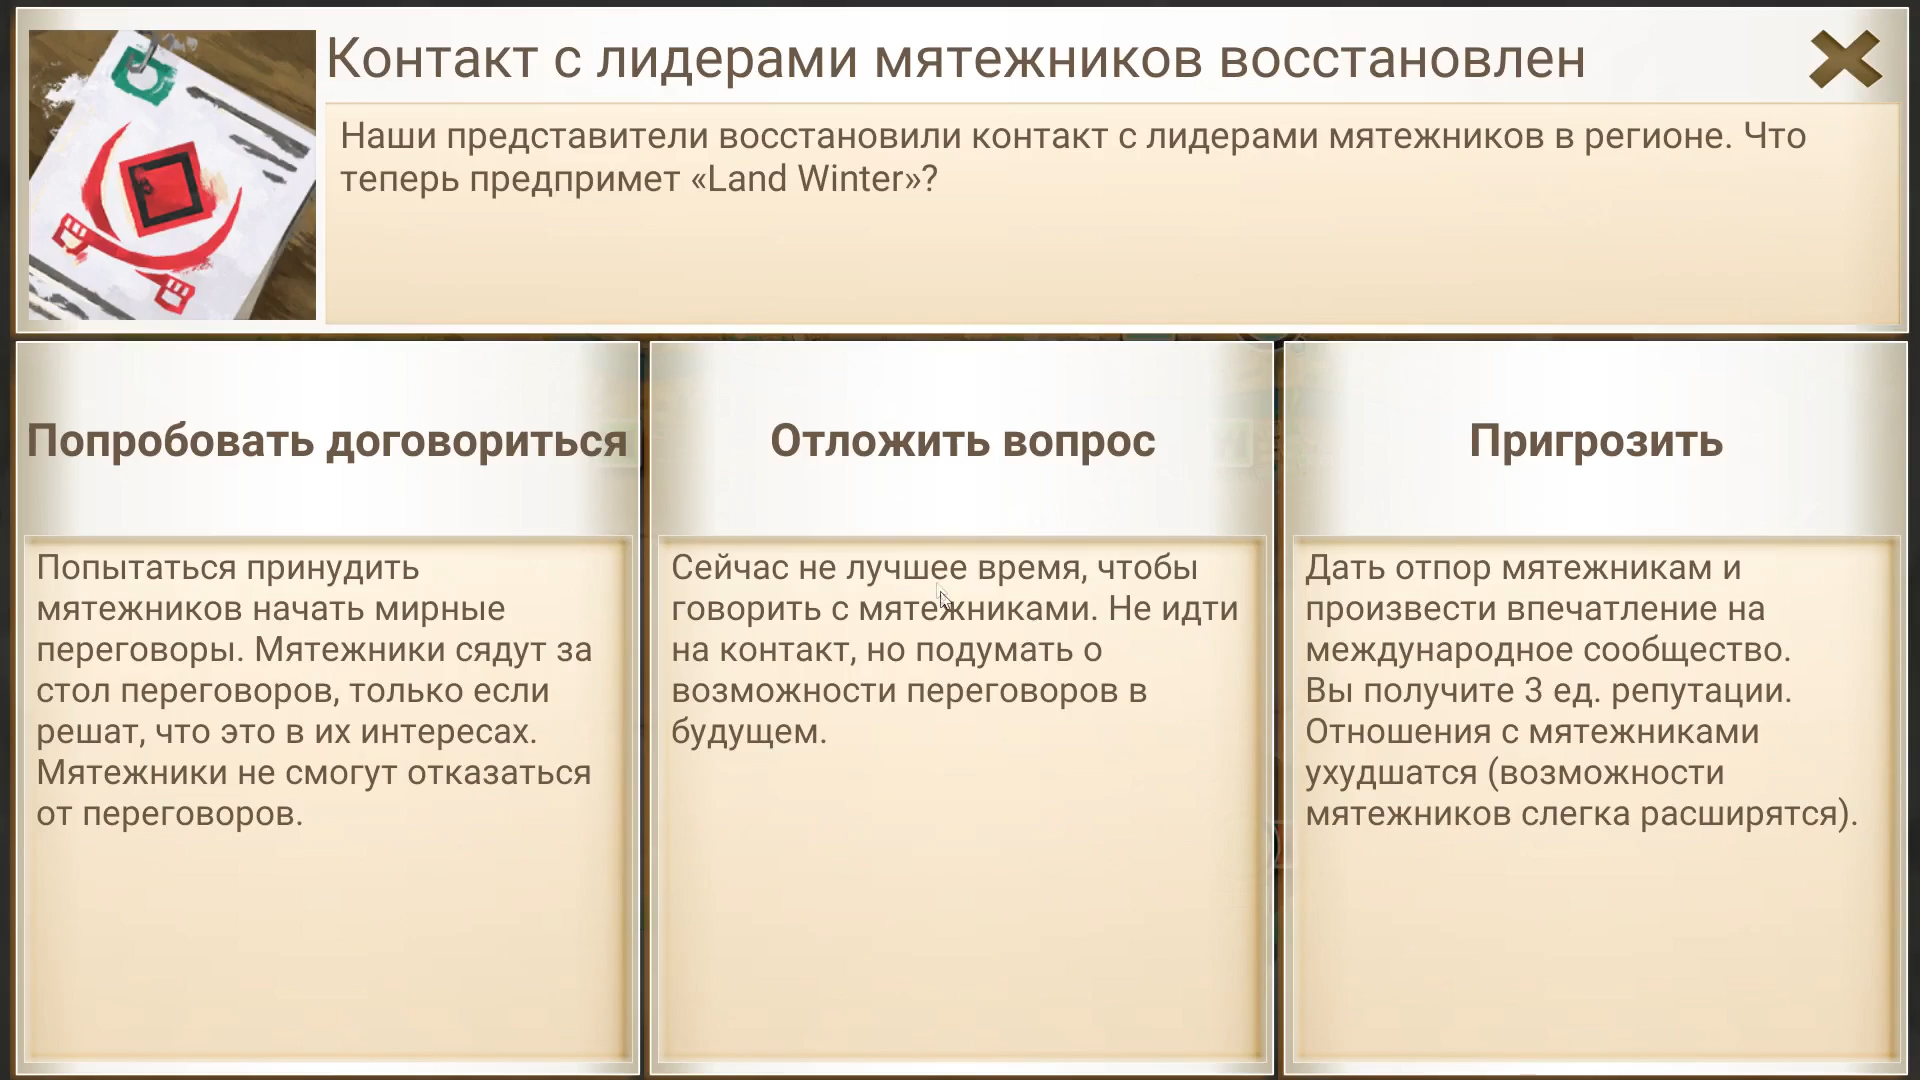 Контакт с лидерами мятежников восстановлен
Наши представители восстановили контакт с лидерами мятежников в регионе. Что
теперь предпримет «Land Winter»?
Попробовать договориться
Попытаться принудить
мятежников начать мирные
переговоры. Мятежники сядут за
стол переговоров, только если
решат, что это в их интересах.
Мятежники не смогут отказаться
от переговоров.
Отложить вопрос
Сейчас не лучшее время, чтобы
говорить с мятежниками. Не идти
на контакт, но подумать о
возможности переговоров в
будущем.
Пригрозить
Дать отпор мятежникам и
произвести впечатление на
международное сообщество.
Вы получите 3 ед. репутации.
Отношения с мятежниками
ухудшатся (возможности
мятежников слегка расширятся).